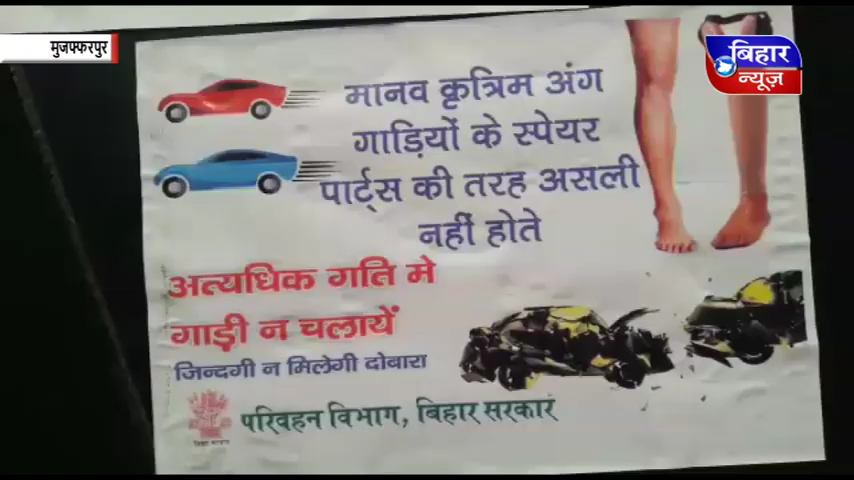 मुजफ्फरपुर
बिहार
न्यूज़
मानव कृत्रिम अंग
गाड़ियों के स्पेयर
पार्ट्स की तरह असली
नहीं होते
अत्यधिक गति मे
गाड़ी न चलायें
जिन्दगी न मिलेगी दोबारा
परिवहन विभाग, बिहार सरकार